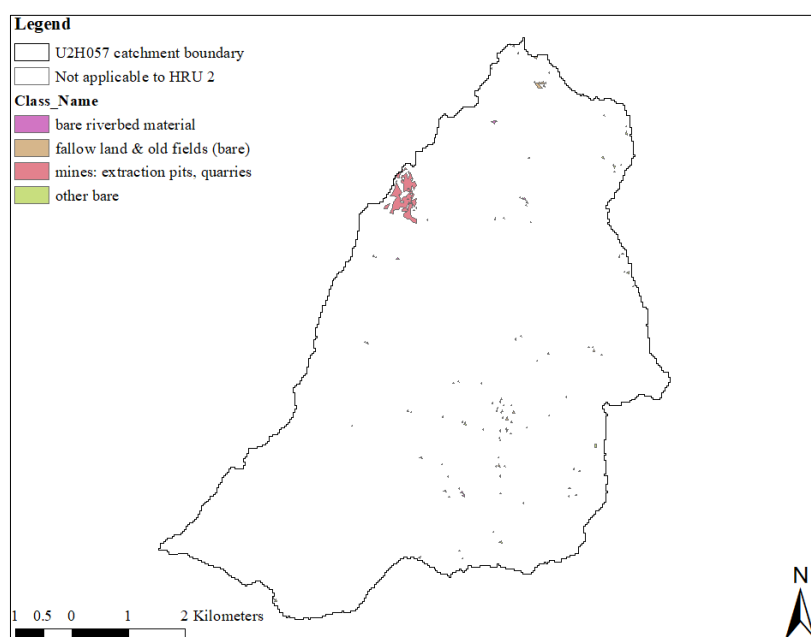 Legend
U2H057 catchment boundary
Not applicable to HRU 2
Class_Name
bare riverbed material
fallow land & old fields (bare)
mines: extraction pits, quarries
other bare
1 0.5 0 1 2 Kilometers
N